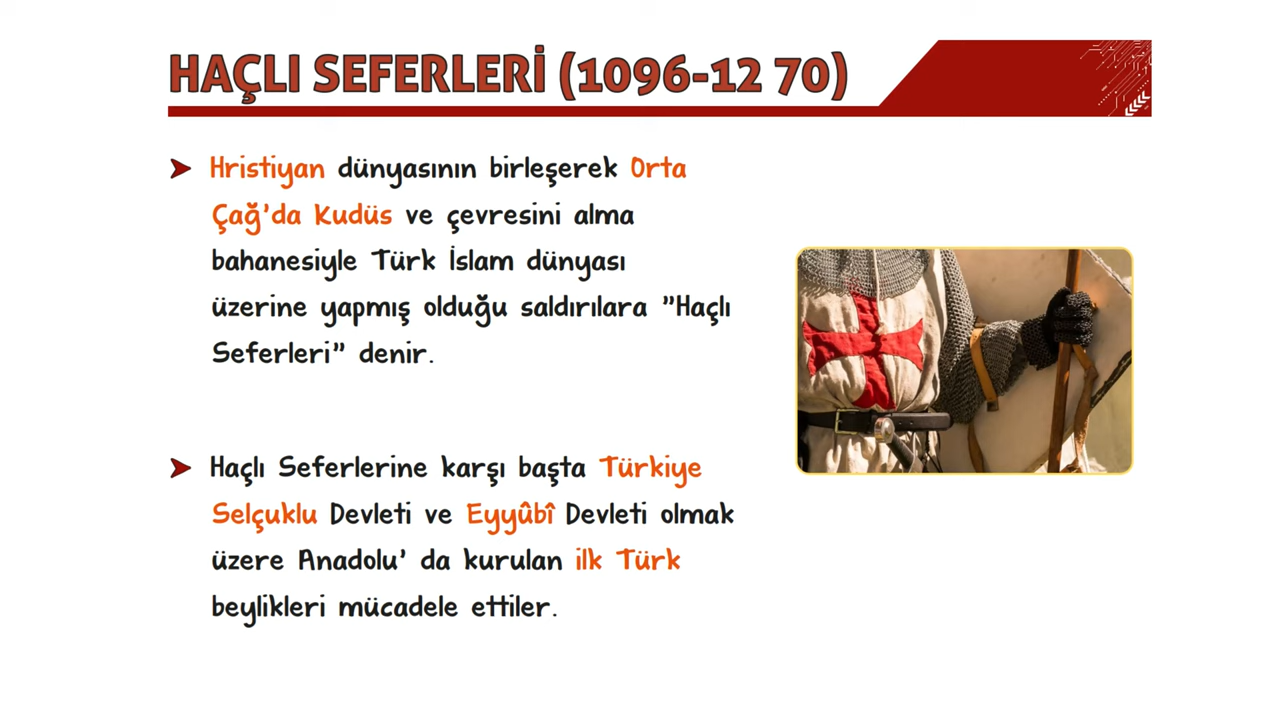 HAÇLI SEFERLERİ (1096-12 70)
Hristiyan dünyasının birleşerek Orta
Çağ'da Kudüs ve çevresini alma
bahanesiyle Türk İslam dünyası
üzerine yapmış olduğu saldırılara "Haçlı
Seferleri" denir.
Haçlı Seferlerine karşı başta Türkiye
Selçuklu Devleti ve Eyyûbî Devleti olmak
üzere Anadolu' da kurulan ilk Türk
beylikleri mücadele ettiler.